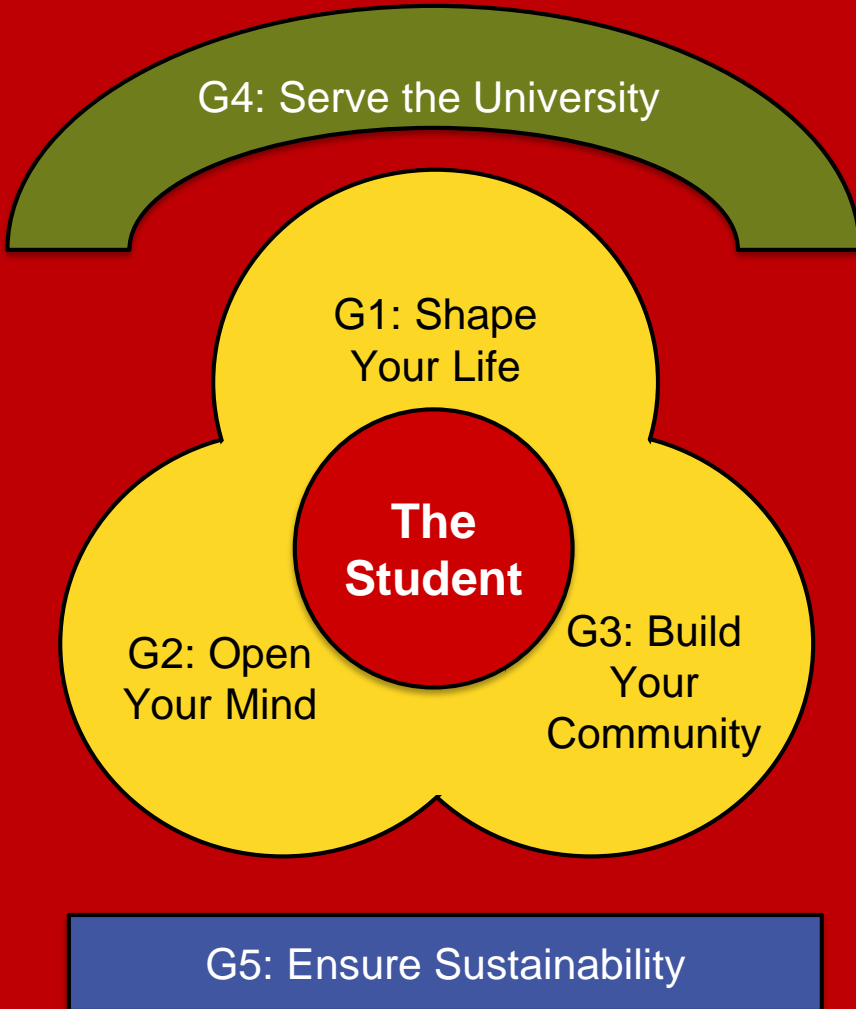 G4: Serve the University
G1: Shape
Your Life
The
Student
G2: Open
Your Mind
G3: Build
Your
Community
G5: Ensure Sustainability